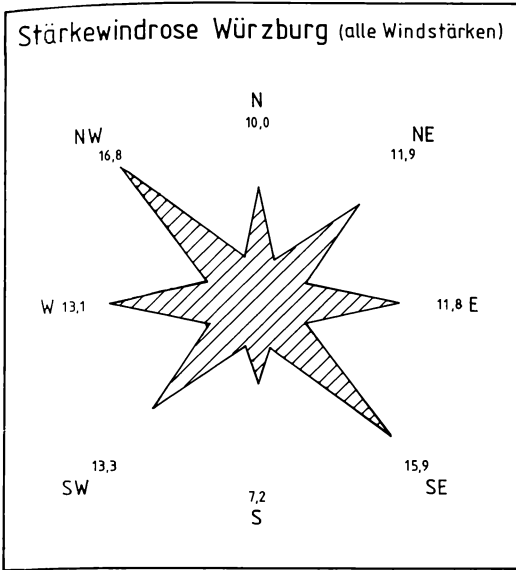 Stärkewindrose Würzburg (alle Windstärken)
N
10,0
NW
16,8
NE
11,9
W 13,1
11,8 E
13,3
SW
15,9
SE
7,2
S